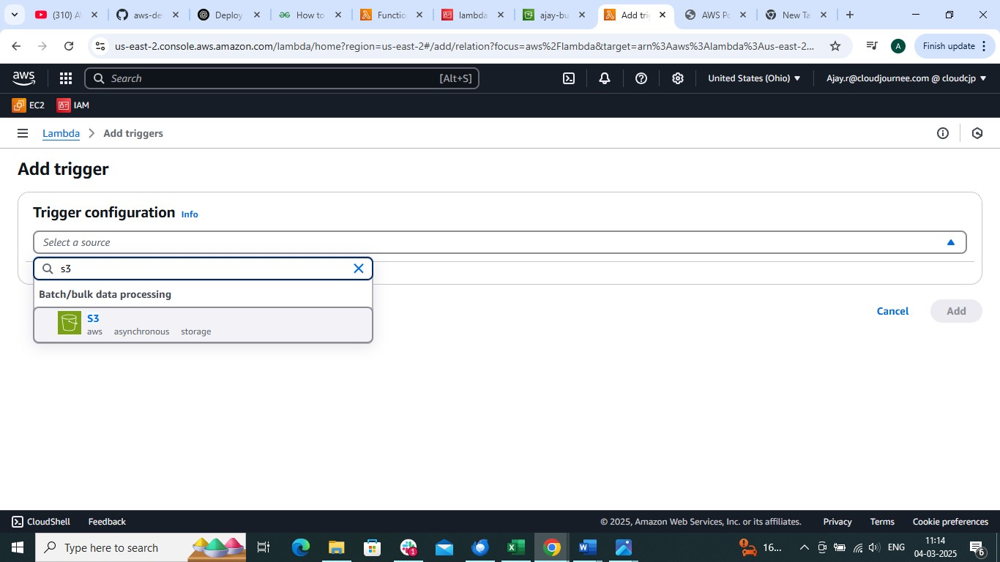 (310) A
aws-de
Deploy
How to
Functio
lambda
ajay-bu
Add trig
AWS Po
New Ta
us-east-2.console.aws.amazon.com/lambda/home?region=us-east-2#/add/relation?focus=aws%2Flambda&target=arn%3Aaws%3Alambda%3Aus-east-2...
A
Finish update
aws
Search
[Alt+S]
United States (Ohio)
Ajay.r@cloudjournee.com @ cloudcjp
EC2
IAM
Lambda
Add triggers
Add trigger
Trigger configuration Info
Select a source
s3
Batch/bulk data processing
S3
aws asynchronous storage
Cancel
Add
CloudShell
Feedback
© 2025, Amazon Web Services, Inc. or its affiliates.
Privacy
Terms
Cookie preferences
Type here to search
1
16...
ENG
11:14
04-03-2025
6